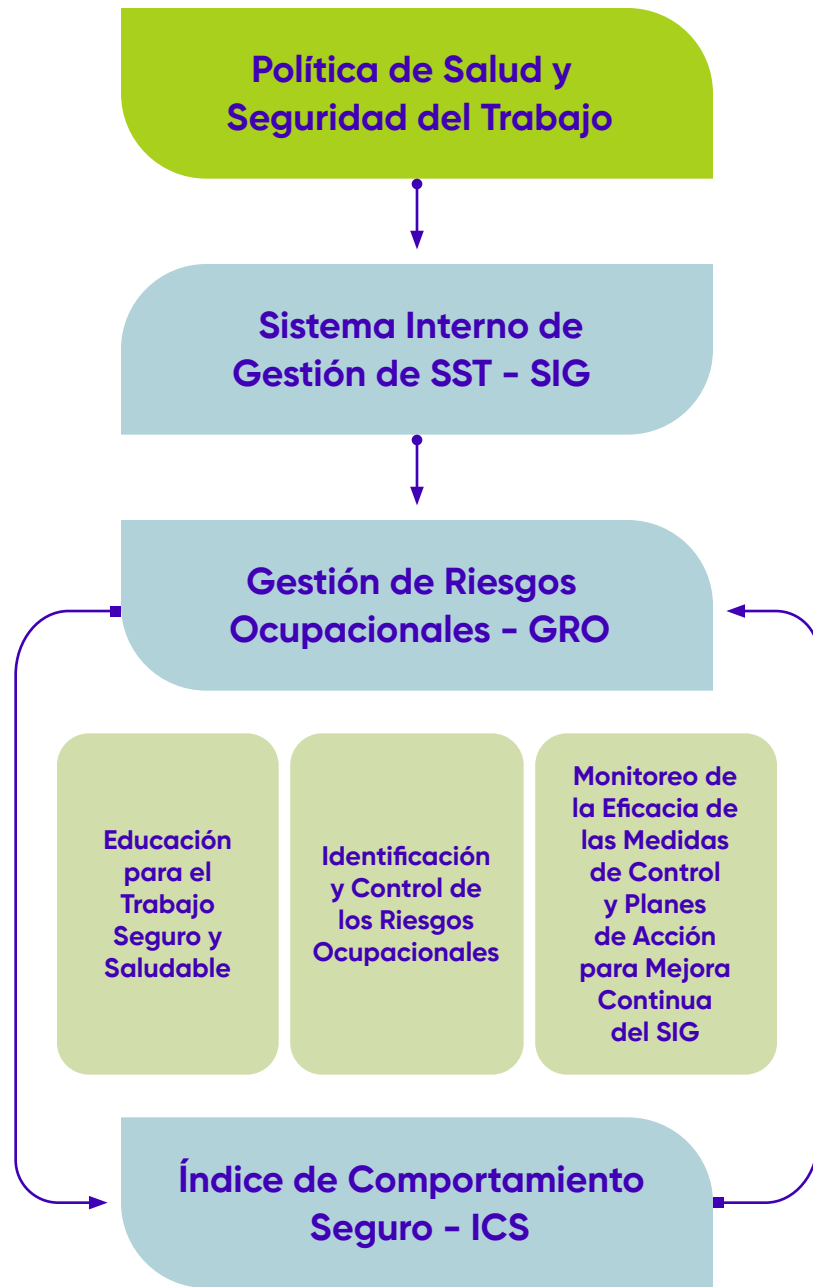 Política de Salud y
Seguridad del Trabajo
Sistema Interno de
Gestión de SST - SIG
Gestión de Riesgos
Ocupacionales - GRO
Educación
para el
Trabajo
Seguro y
Saludable
Identificación
y Control de
los Riesgos
Ocupacionales
Monitoreo de
la Eficacia de
las Medidas
de Control
y Planes
de Acción
para Mejora
Continua
del SIG
Índice de Comportamiento
Seguro - ICS